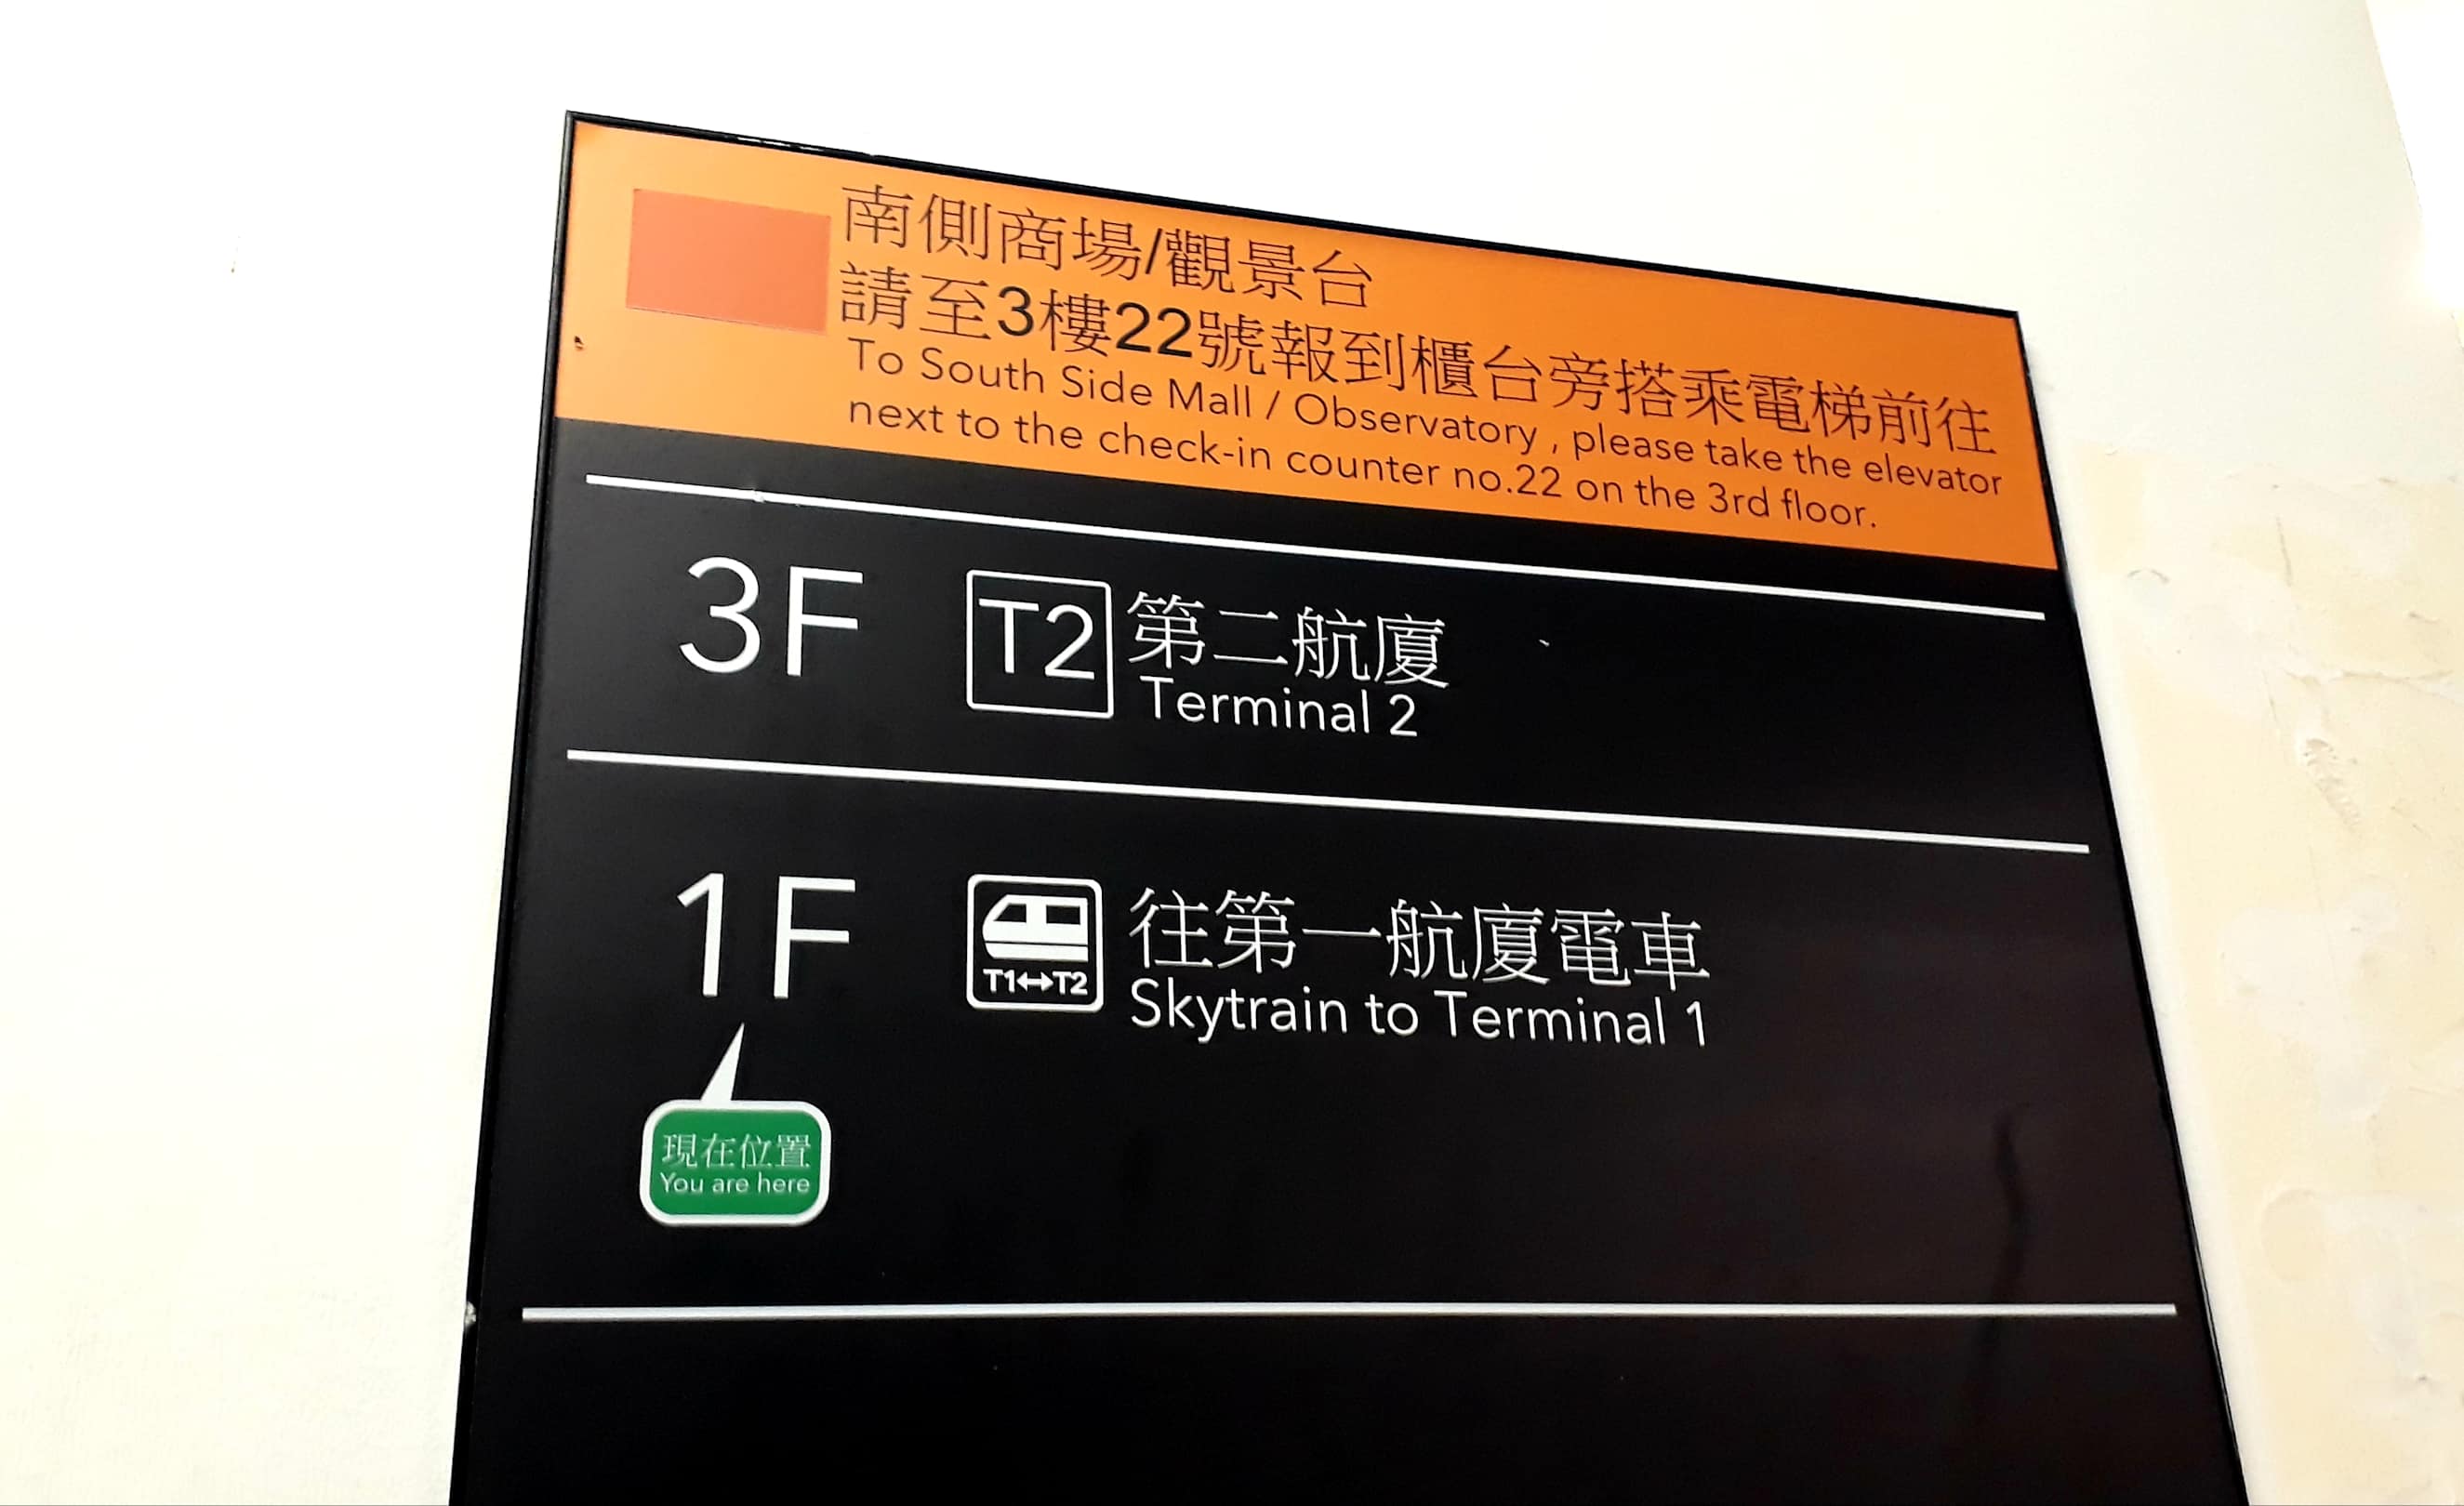 南側商場/觀景台
請至3樓22號報到櫃台旁搭乘電梯前往
To South Side Mall / Observatory , please take the elevator
next to the check-in counter no.22 on the 3rd floor.
3F
T2
第二航廈
Terminal 2
1F
T1↔T2
往第一航廈電車
Skytrain to Terminal 1
現在位置
You are here